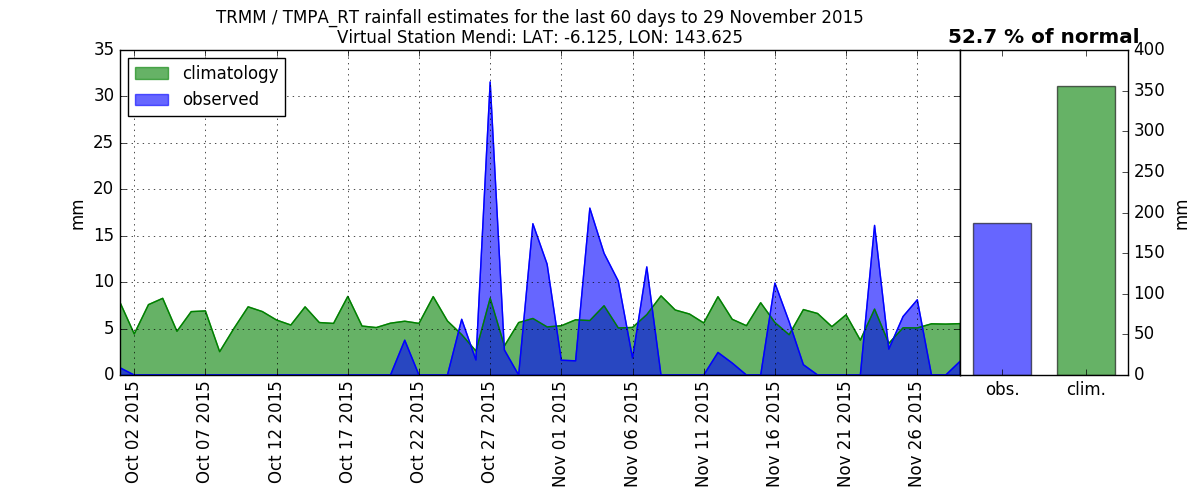 TRMM / TMPA_RT rainfall estimates for the last 60 days to 29 November 2015
Virtual Station Mendi: LAT: -6.125, LON: 143.625
52.7 % of normal
climatology
observed
35
30
25
20
15
10
5
0
mm
Oct 02 2015
Oct 07 2015
Oct 12 2015
Oct 17 2015
Oct 22 2015
Oct 27 2015
Nov 01 2015
Nov 06 2015
Nov 11 2015
Nov 16 2015
Nov 21 2015
Nov 26 2015
obs.
clim.
400
350
300
250
200
150
100
50
0
mm